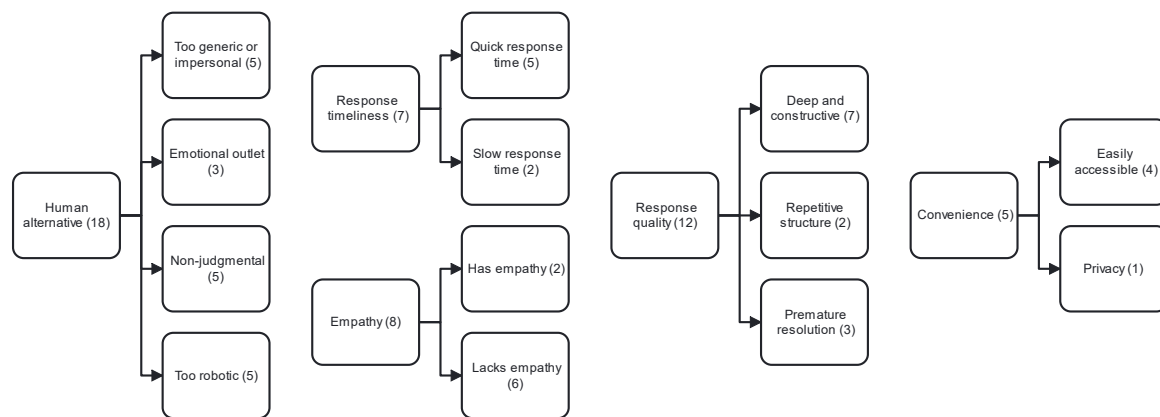 Human
alternative (18)
Too generic or
impersonal (5)
Emotional outlet
(3)
Non-judgmental
(5)
Too robotic (5)
Response
timeliness (7)
Quick response
time (5)
Slow response
time (2)
Empathy (8)
Has empathy (2)
Lacks empathy
(6)
Response
quality (12)
Deep and
constructive (7)
Repetitive
structure (2)
Premature
resolution (3)
Convenience (5)
Easily
accessible (4)
Privacy (1)